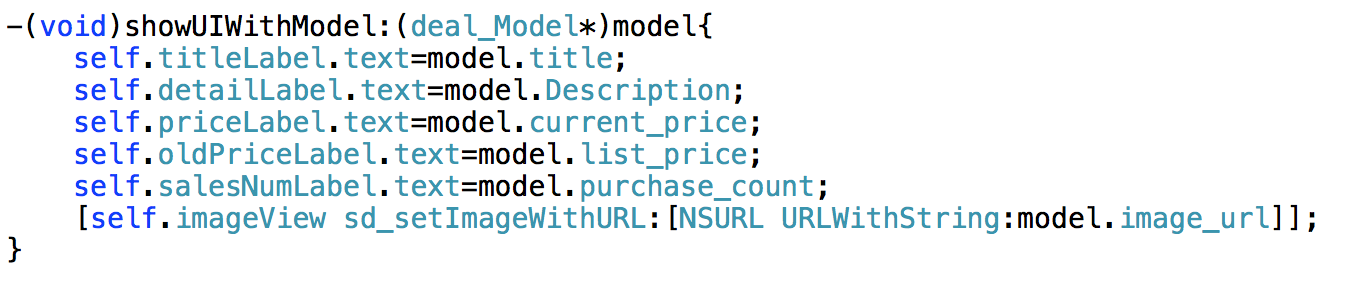 -(void)showUIWithModel:(deal_Model*)model{
    self.titleLabel.text=model.title;
    self.detailLabel.text=model.Description;
    self.priceLabel.text=model.current_price;
    self.oldPriceLabel.text=model.list_price;
    self.salesNumLabel.text=model.purchase_count;
    [self.imageView sd_setImageWithURL:[NSURL URLWithString:model.image_url]];
}